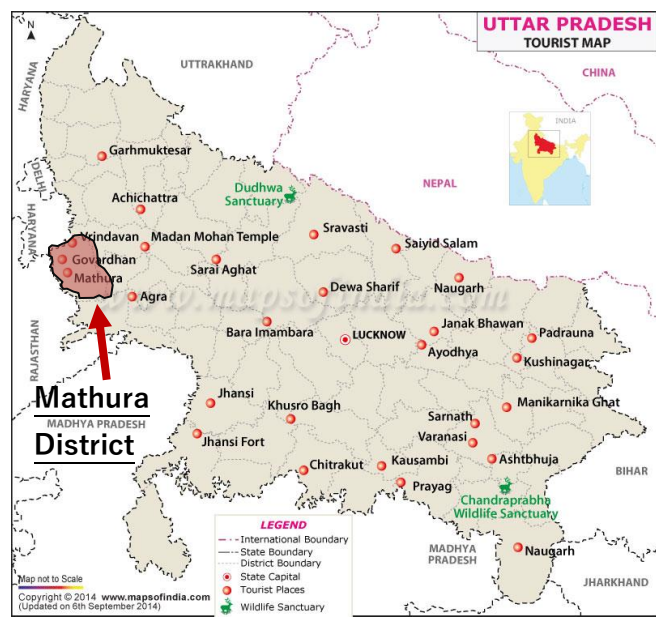 UTTAR PRADESH
TOURIST MAP
N
HARYANA
UTTRAKHAND
CHINA
INDIA
DELHI
HARYANA
NEPAL
RAJASTHAN
Garhmuktesar
Dudhwa
Sanctuary
Achichattra
Vrindavan
Madan Mohan Temple
Sravasti
Saiyid Salam
Govardhan
Sarai Aghat
Mathura
Naugarh
Dewa Sharif
Agra
www.mapsofindia.com
Bara Imambara
LUCKNOW
Janak Bhawan
Padrauna
Ayodhya
Kushinagar
Mathura
District
MADHYA PRADESH
Jhansi
Khusro Bagh
Manikarnika Ghat
Sarnath
Jhansi Fort
Varanasi
Chitrakut
Kausambi
Ashtbhuja
BIHAR
Prayag
Chandraprabha
Wildlife Sanctuary
MADHYA
PRADESH
Naugarh
JHARKHAND
LEGEND
International Boundary
State Boundary
District Boundary
State Capital
Tourist Places
Wildlife Sanctuary
Map not to Scale
Copyright © 2014 www.mapsofindia.com
(Updated on 6th September 2014)